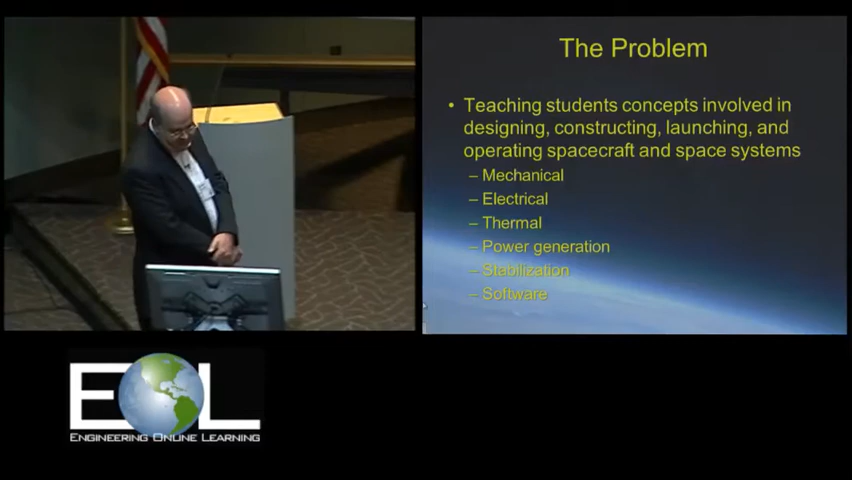 The Problem
• Teaching students concepts involved in
designing, constructing, launching, and
operating spacecraft and space systems
– Mechanical
– Electrical
– Thermal
– Power generation
– Stabilization
– Software
EOL
ENGINEERING ONLINE LEARNING